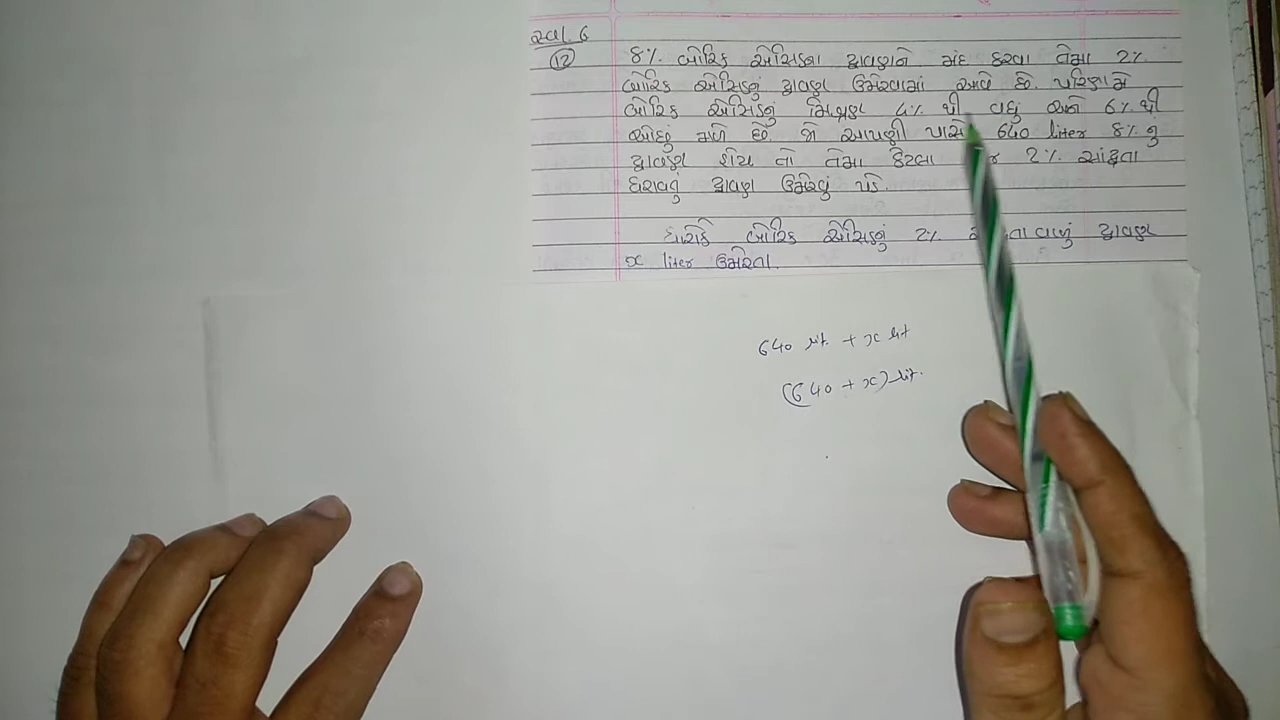 સ્વા. 6
(12) 8% બોરિક એસિડના દ્રાવણને મંદ કરવા તેમા 2%
બોરિક એસિડનું દ્રાવણ ઉમેરવામાં આવે છે. પરિણામે
બોરિક એસિડનું મિશ્રણ 4% થી વધું અને 6% થી
ઓછું મળે છે. જો આપણી પાસે 640 liter 8% નું
દ્રાવણ હોય તો તેમા કેટલા 2% સાંદ્રતા
ધરાવતું દ્રાવણ ઉમેરવું પડે.
ધારોકે બોરિક એસિડનું 2% દ્રાવણ
x liter ઉમેરતા.
640 લિ. + x lit
(640 + x) lit.